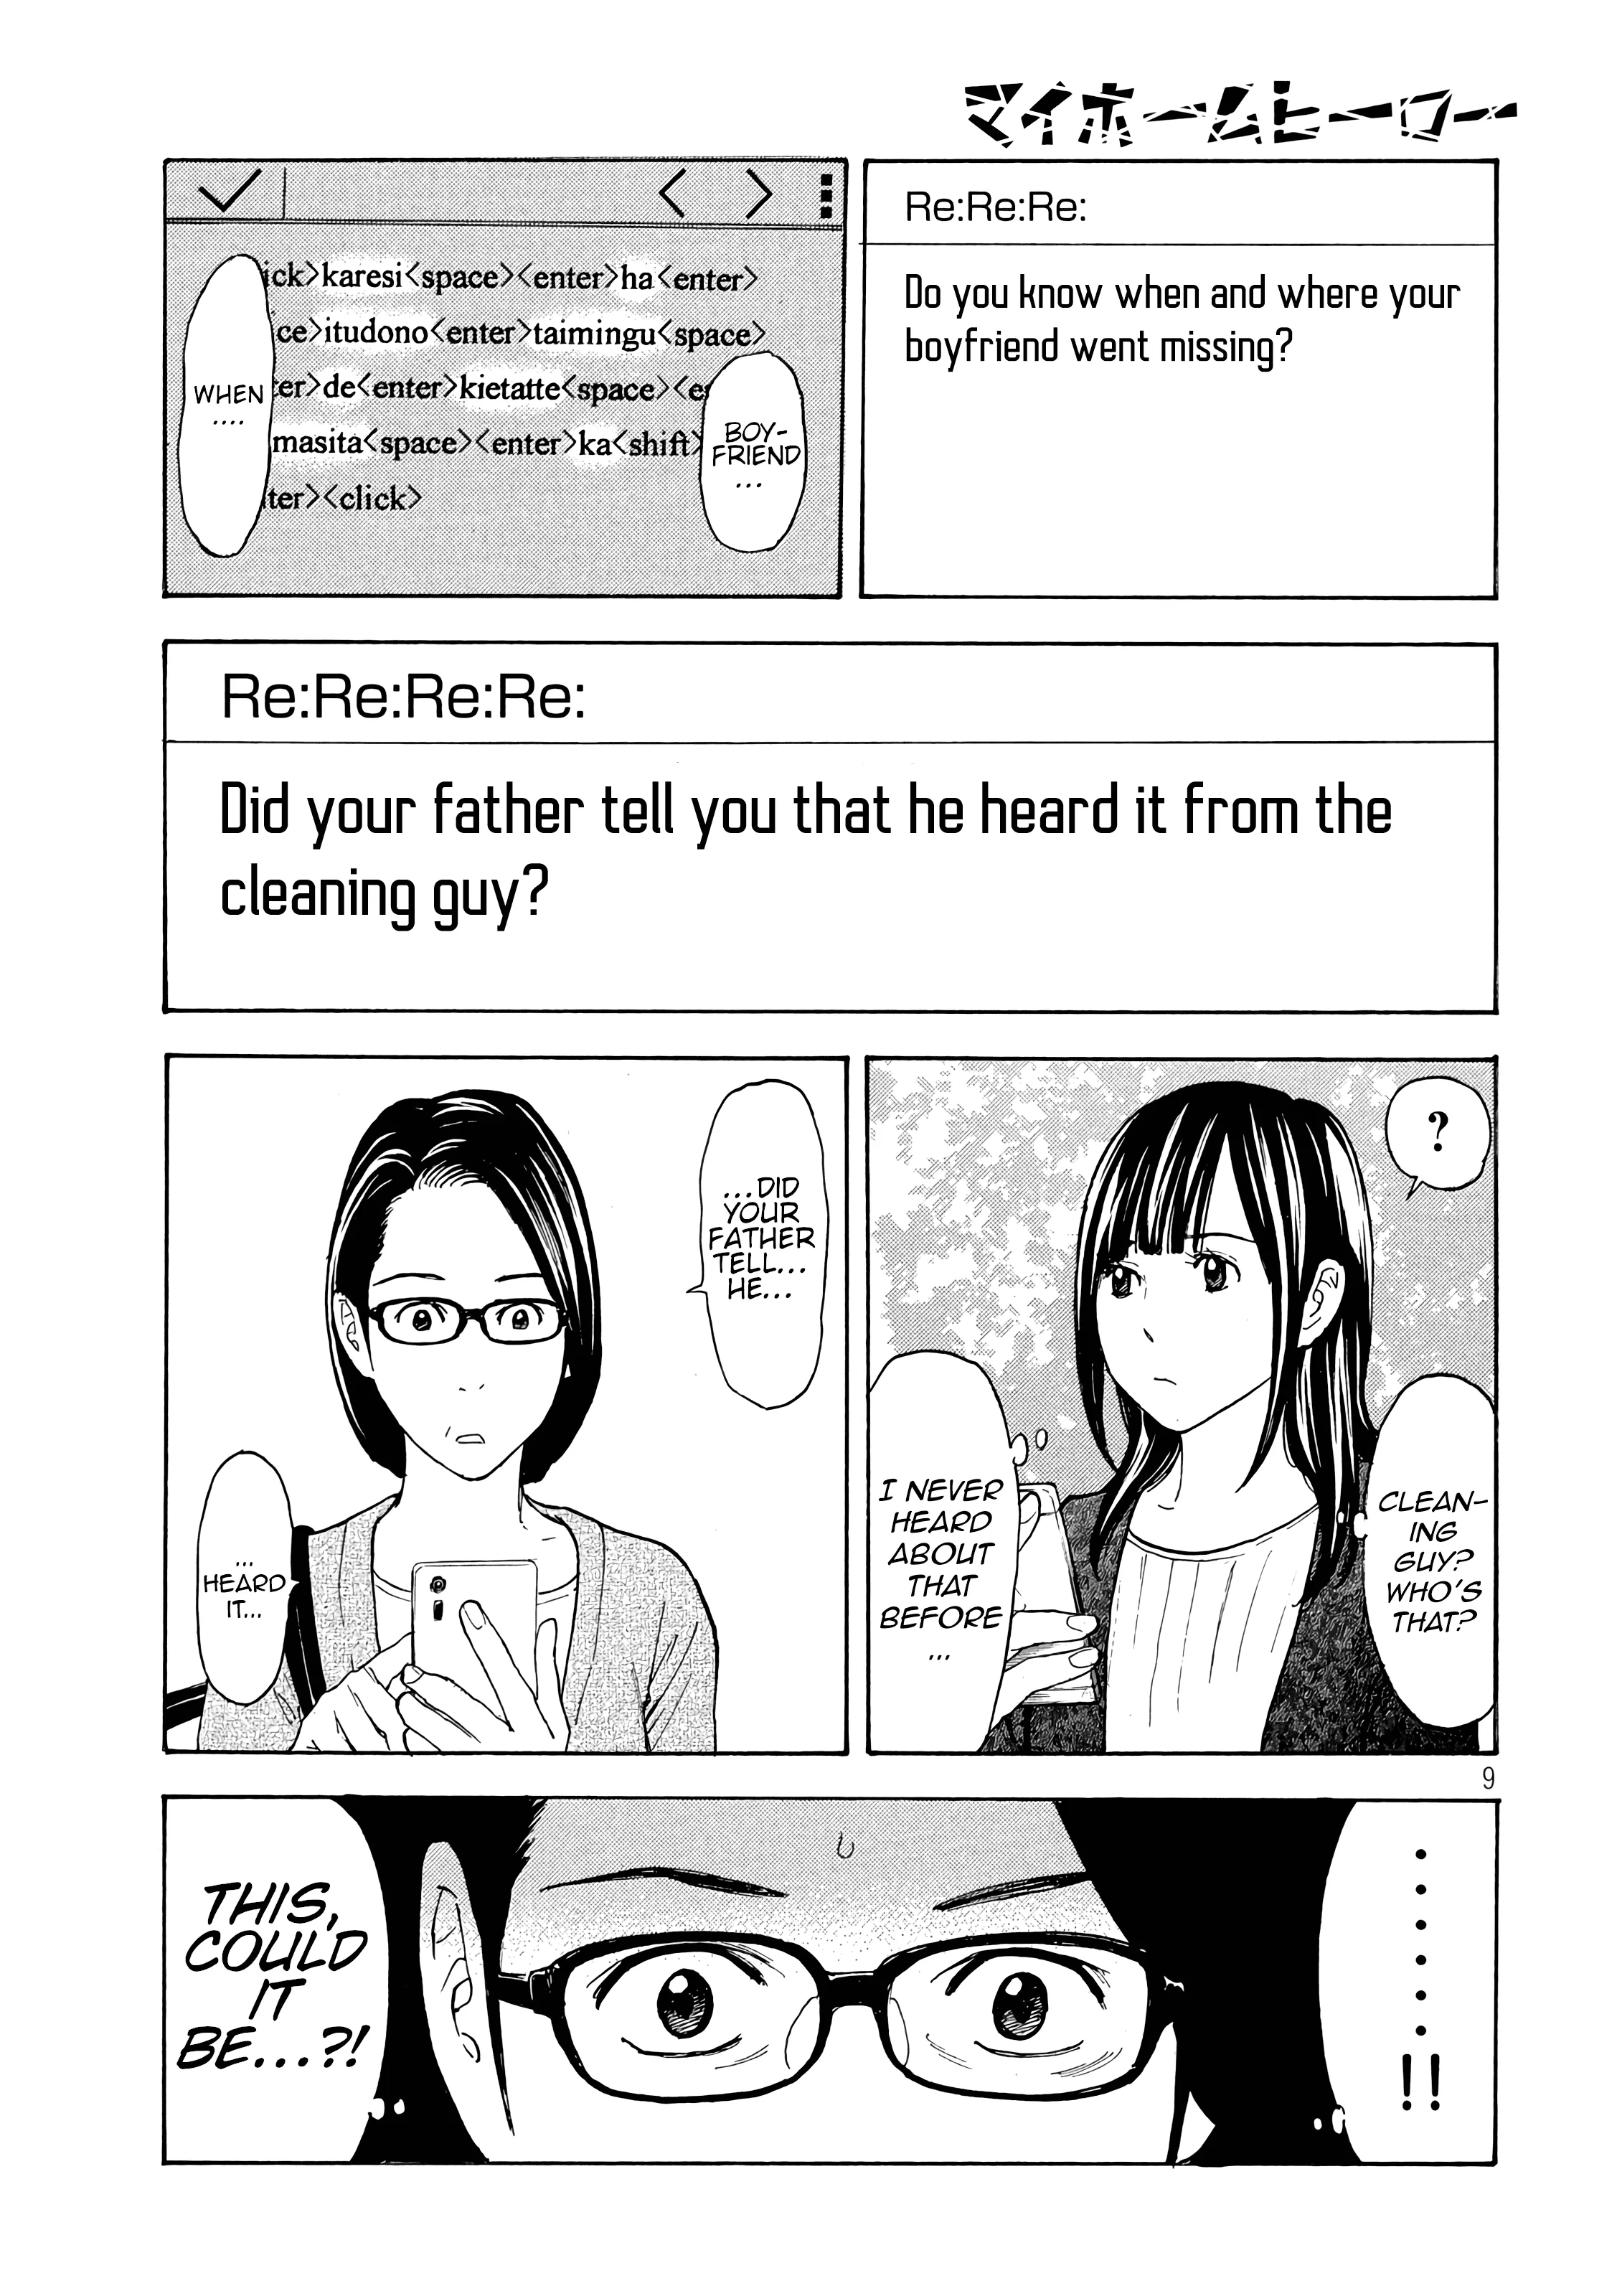 マイホームヒーロー
Re:Re:Re:
Do you know when and where your
boyfriend went missing?
ick>karesi<space><enter>ha<enter>
ce>itudono<enter>taimingu<space>
er>de<enter>kietatte<space><e
masita<space><enter>ka<shift>
ter><click>
BOY-
FRIEND
...
WHEN
....
Re:Re:Re:Re:
Did your father tell you that he heard it from the
cleaning guy?
?
CLEAN-
ING
GUY?
WHO'S
THAT?
I NEVER
HEARD
ABOUT
THAT
BEFORE
...
...DID
YOUR
FATHER
TELL...
HE...
...
HEARD
IT...
9
......!!
THIS,
COULD
IT
BE...?!